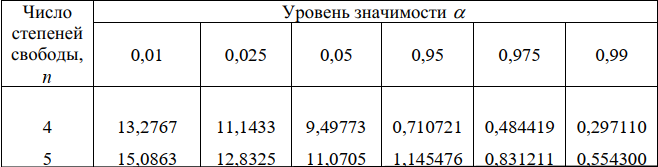 Число степеней свободы, n
Уровень значимости α
0,01 0,025 0,05 0,95 0,975 0,99
4 13,2767 11,1433 9,49773 0,710721 0,484419 0,297110
5 15,0863 12,8325 11,0705 1,145476 0,831211 0,554300